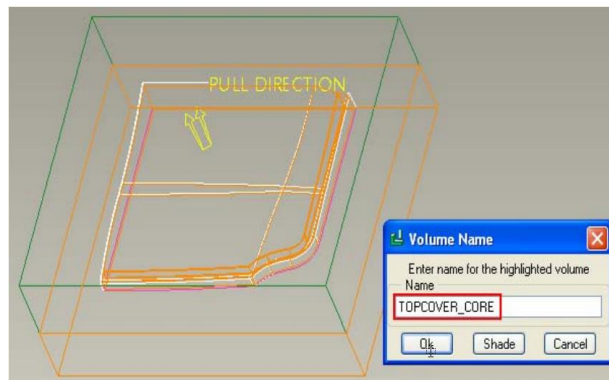 PULL DIRECTION
Volume Name
Enter name for the highlighted volume
Name
TOPCOVER_CORE
Ok
Shade
Cancel